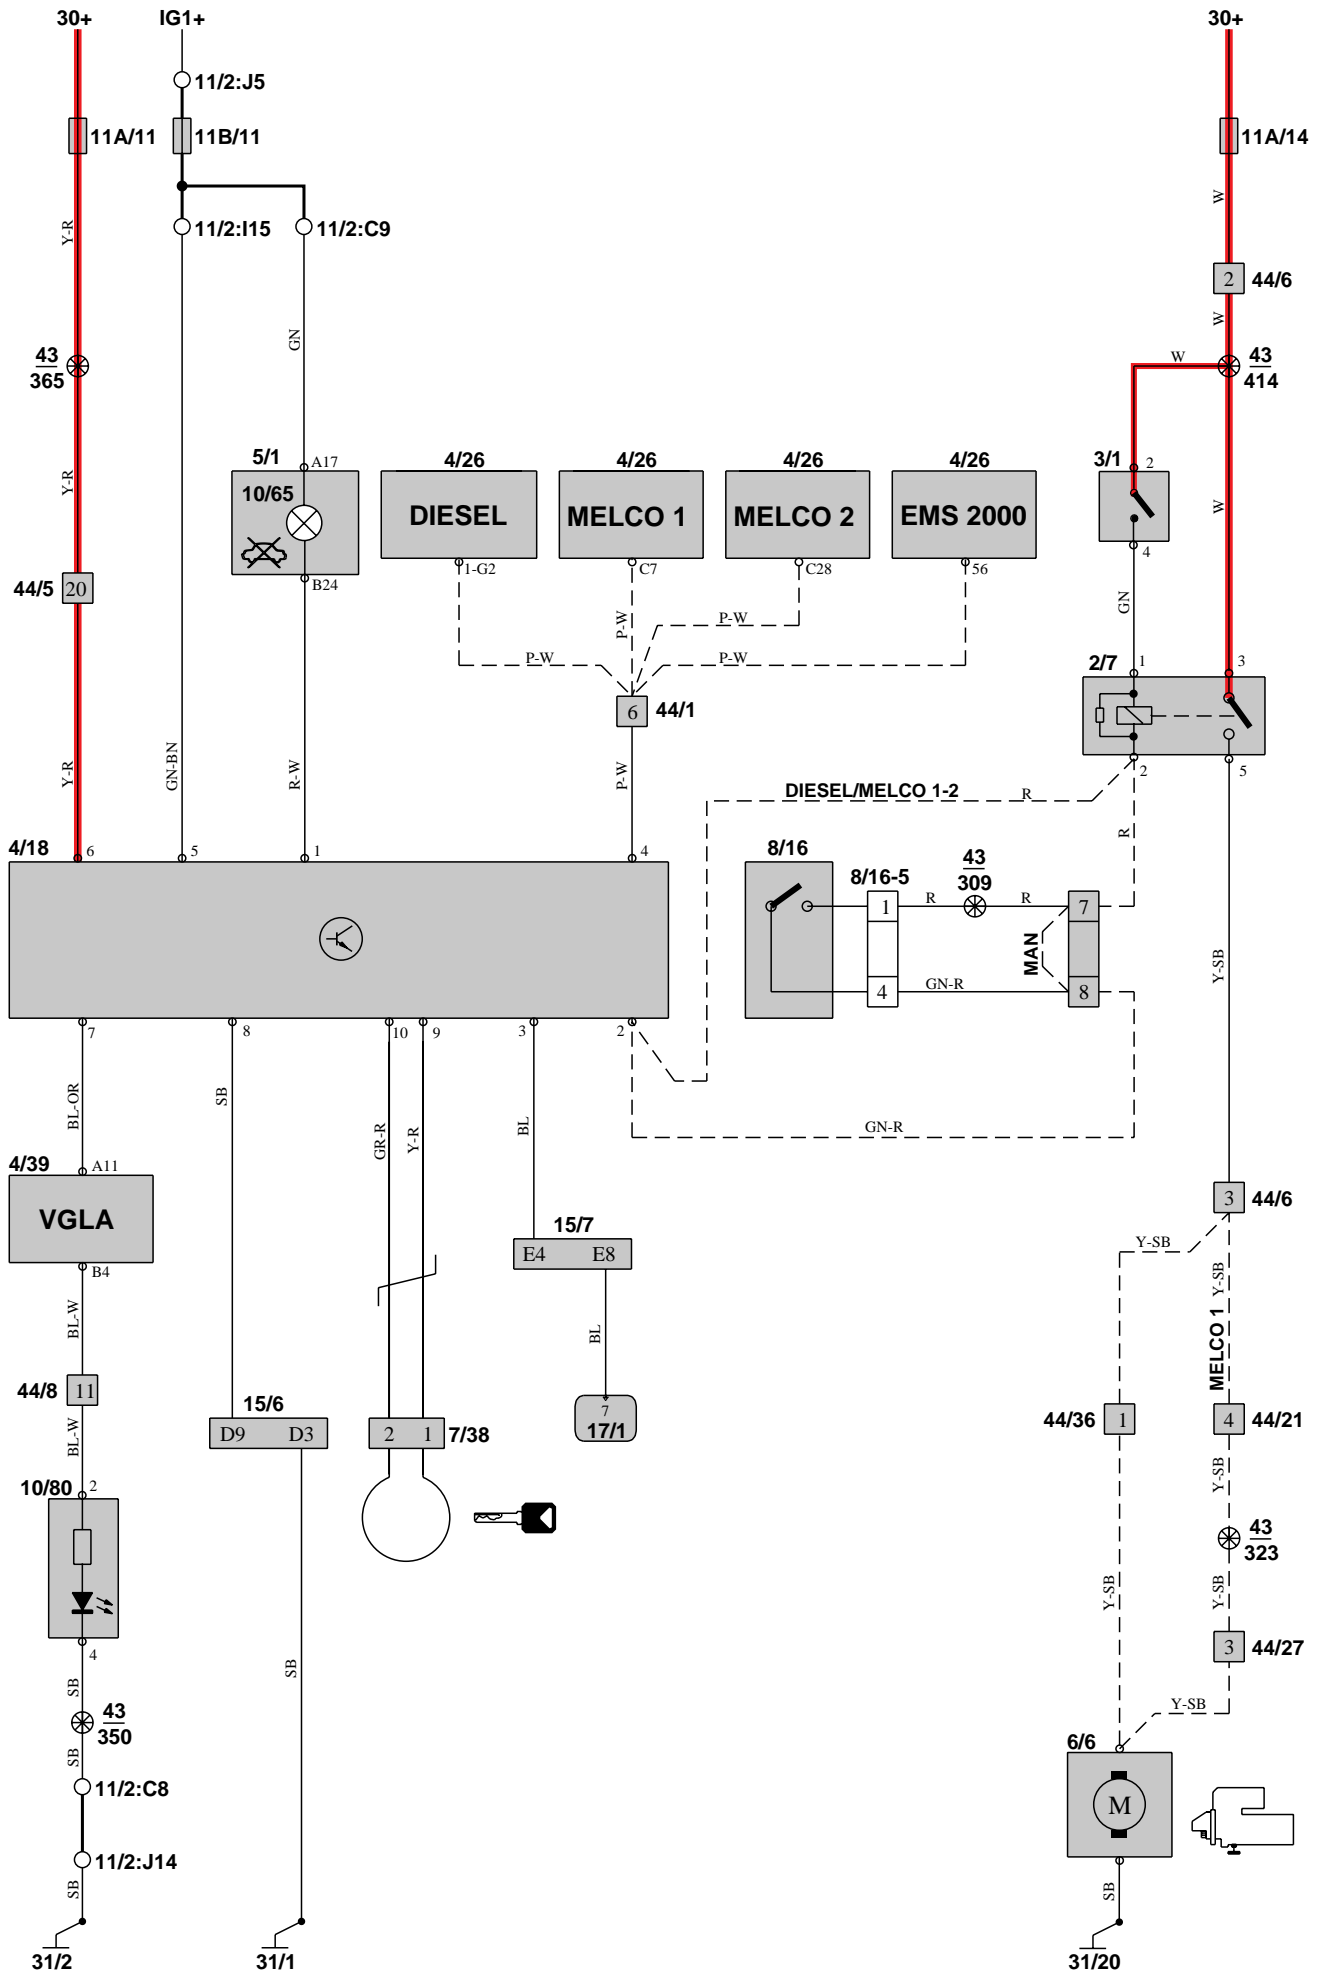 30+ IG1+ 30+
11/2:J5
11A/11 11B/11 11A/14
W
Y-R 11/2:I15 11/2:C9
2 44/6
W
GN
43
365
W 43
414
5/1 A17 4/26 4/26 4/26 4/26 3/1 2
Y-R 10/65 W
DIESEL MELCO 1 MELCO 2 EMS 2000
4
1-G2 C7 C28 56
44/5 20 B24
GN
P-W P-W
P-W P-W
2/7 1 3
6 44/1
Y-R GN-BN R-W P-W
2 5
DIESEL/MELCO 1-2 R
R
4/18 6 5 1 4 8/16 43
309
8/16-5
1 R R 7
MAN
Y-SB
4 GN-R 8
7 8 10 9 3 2
BL-OR SB GR-R Y-R BL GN-R
4/39 A11
VGLA
3 44/6
15/7
E4 E8
Y-SB Y-SB
B4
BL-W BL MELCO 1
44/8 11
7
17/1
15/6 44/36 1 4 44/21
D9 D3 2 1 7/38
BL-W Y-SB
10/80 2
43
323
Y-SB Y-SB
4
3 44/27
SB SB
43
350
Y-SB
SB
6/6
11/2:C8
M
11/2:J14
SB SB
31/2 31/1 31/20